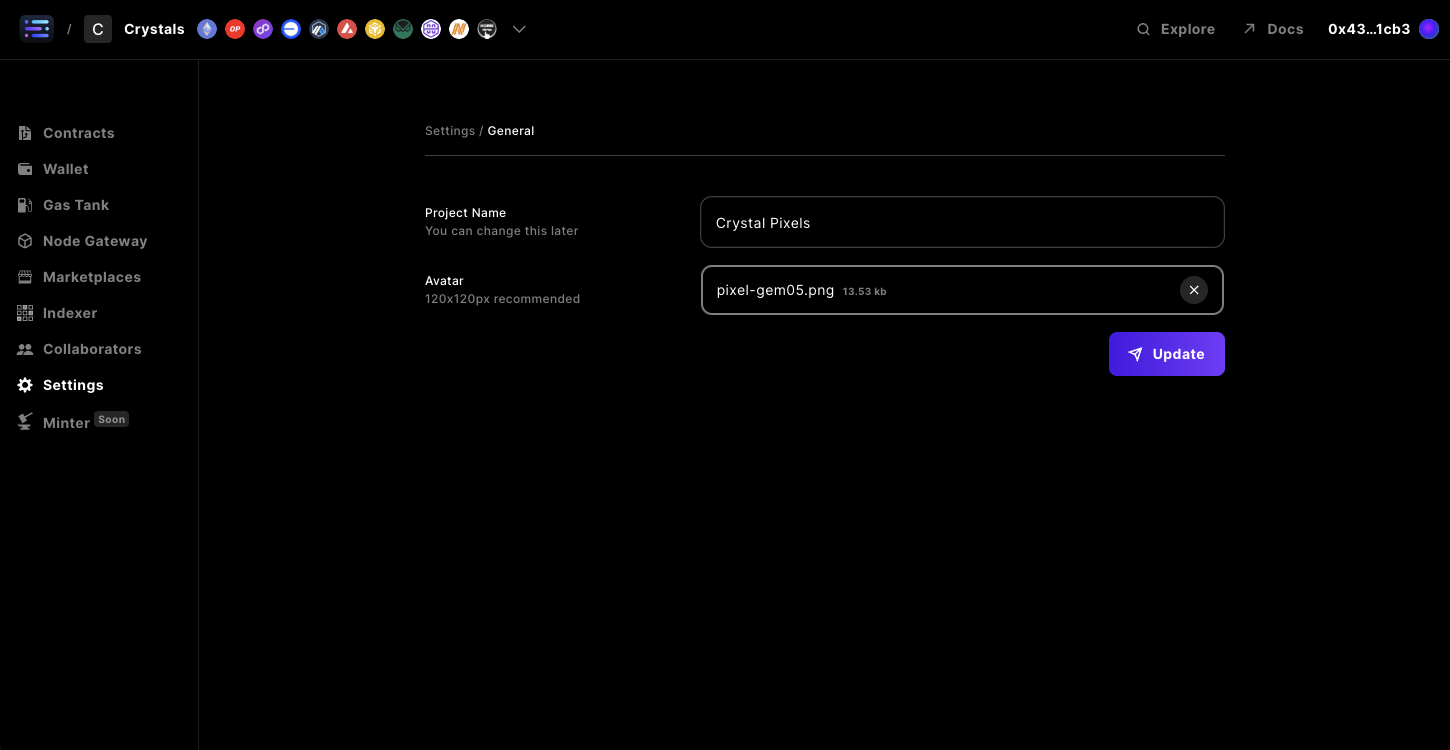 / C Crystals OP Explore Docs 0x43...1cb3
Contracts
Wallet
Gas Tank
Node Gateway
Marketplaces
Indexer
Collaborators
Settings
Minter Soon
Settings / General
Project Name
You can change this later
Crystal Pixels
Avatar
120x120px recommended
pixel-gem05.png 13.53 kb
Update